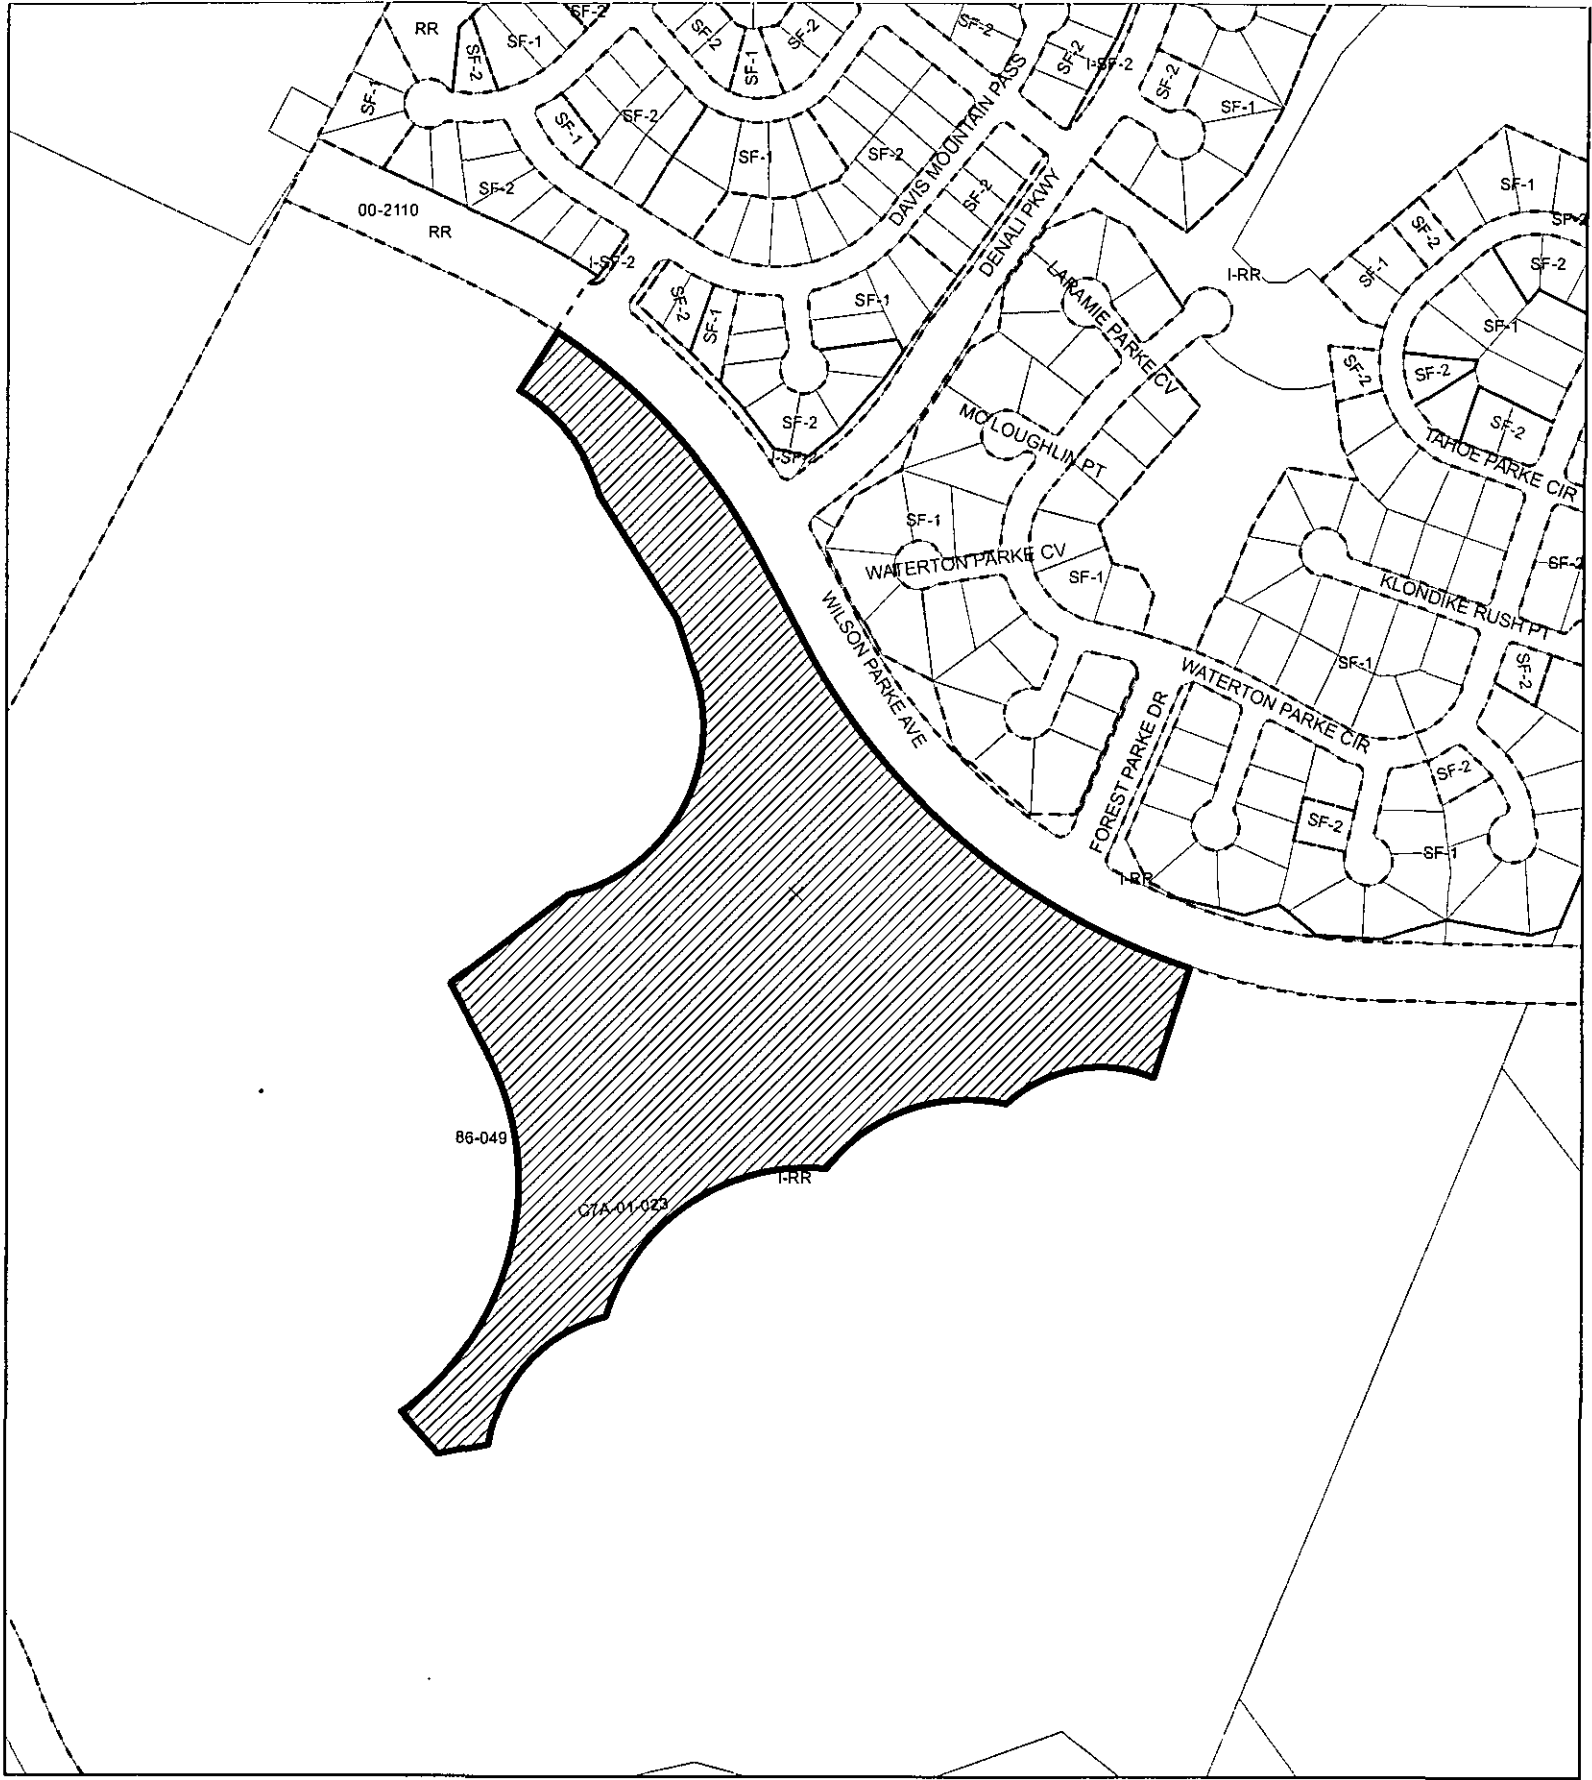 SF-2
RR
SF-1
SF-2
SF-2
SF-2
SF-1
SF-2
SF-2
I-SF-2
SF-2
SF-1
SF-1
SF-2
SF-1
SF-1
SF-2
DAVIS MOUNTAIN PASS
SF-2
SF-2
DENALI PKWY
00-2110
RR
I-SF-2
SF-2
SF-1
SF-1
SF-2
I-SF-2
LARAMIE PARKE CV
I-RR
SF-1
SF-2
SF-2
SF-1
SF-2
SF-1
SF-2
SF-2
SF-2
MC LOUGHLIN PT
TAHOE PARKE CIR
SF-1
WATERTON PARKE CV
SF-1
SF-2
KLONDIKE RUSH PT
WILSON PARKE AVE
SF-1
SF-2
WATERTON PARKE CIR
FOREST PARKE DR
SF-2
SF-2
SF-1
I-RR
86-049
I-RR
C7A-01-023